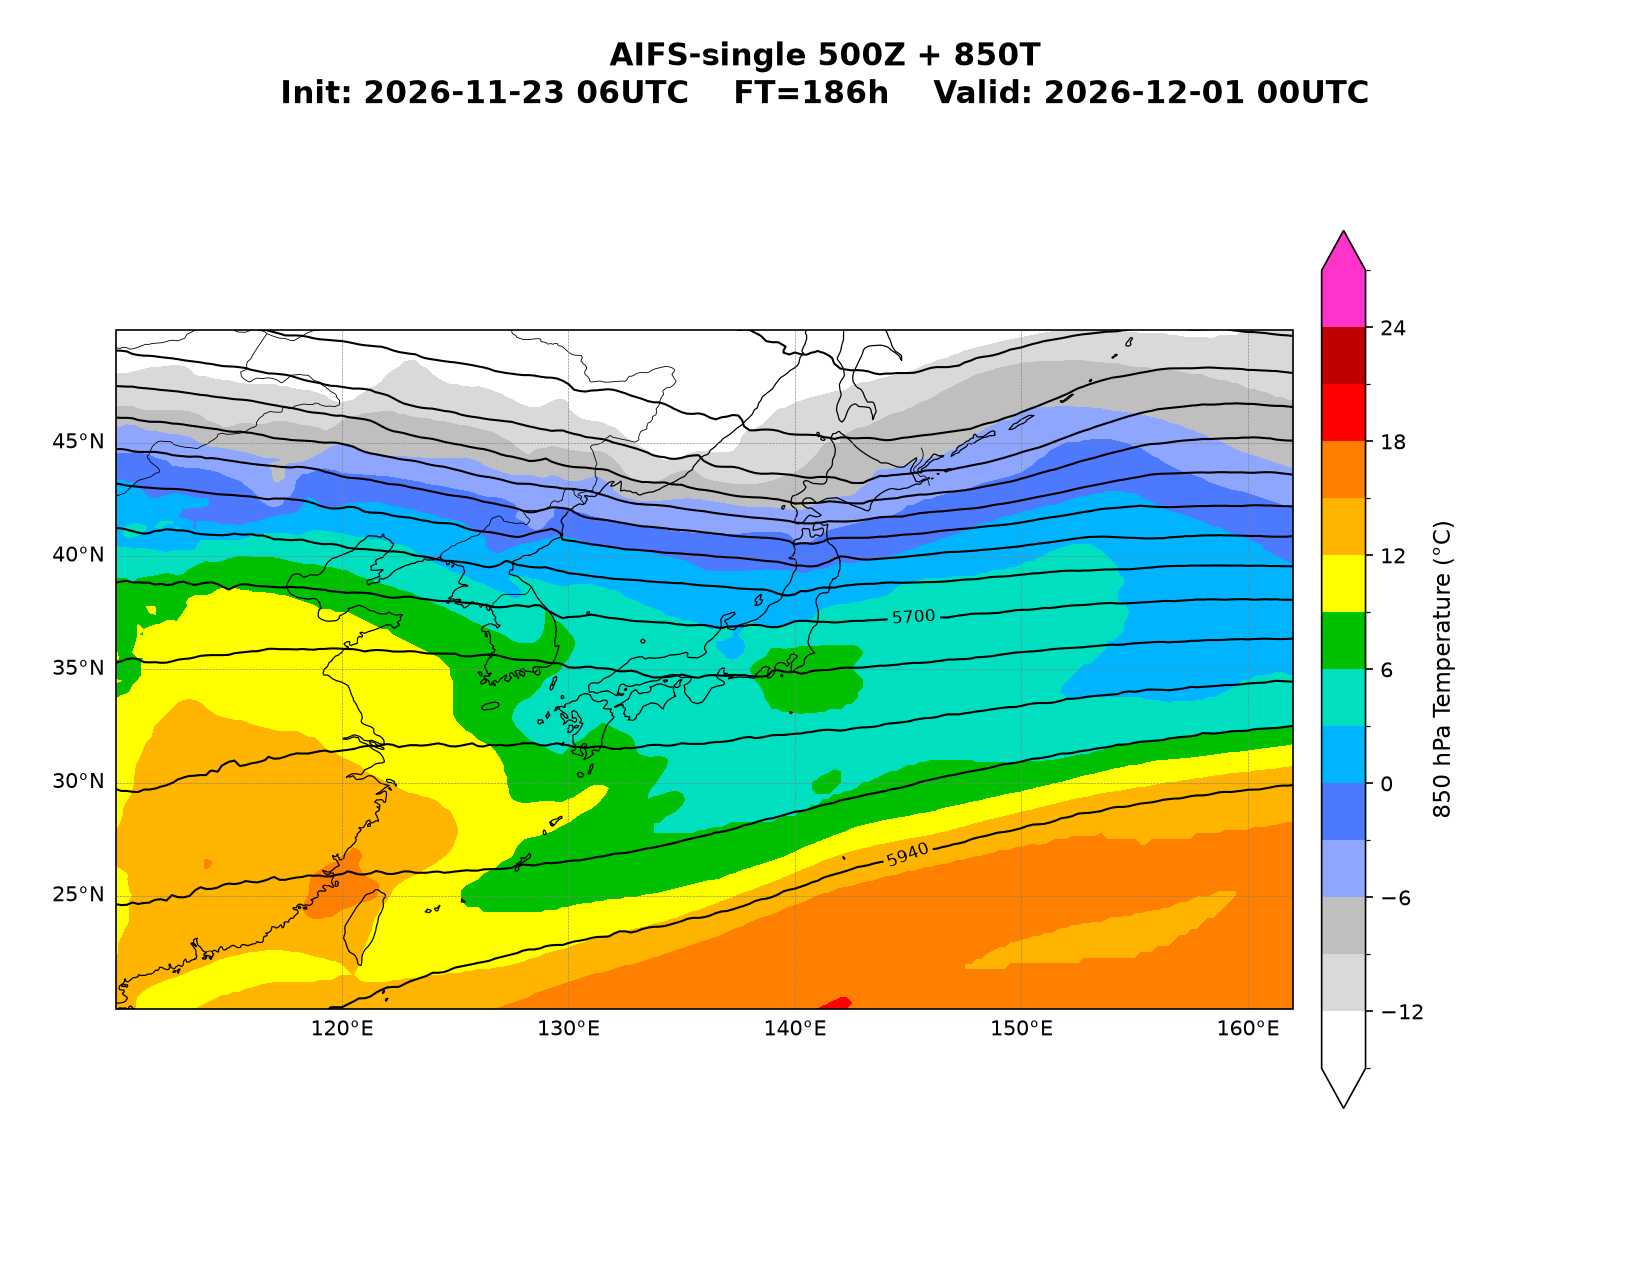 AIFS-single 500Z + 850T
Init: 2026-11-23 06UTC    FT=186h    Valid: 2026-12-01 00UTC
45°N
40°N
35°N
30°N
25°N
120°E
130°E
140°E
150°E
160°E
5700
5940
24
18
12
6
0
−6
−12
850 hPa Temperature (°C)